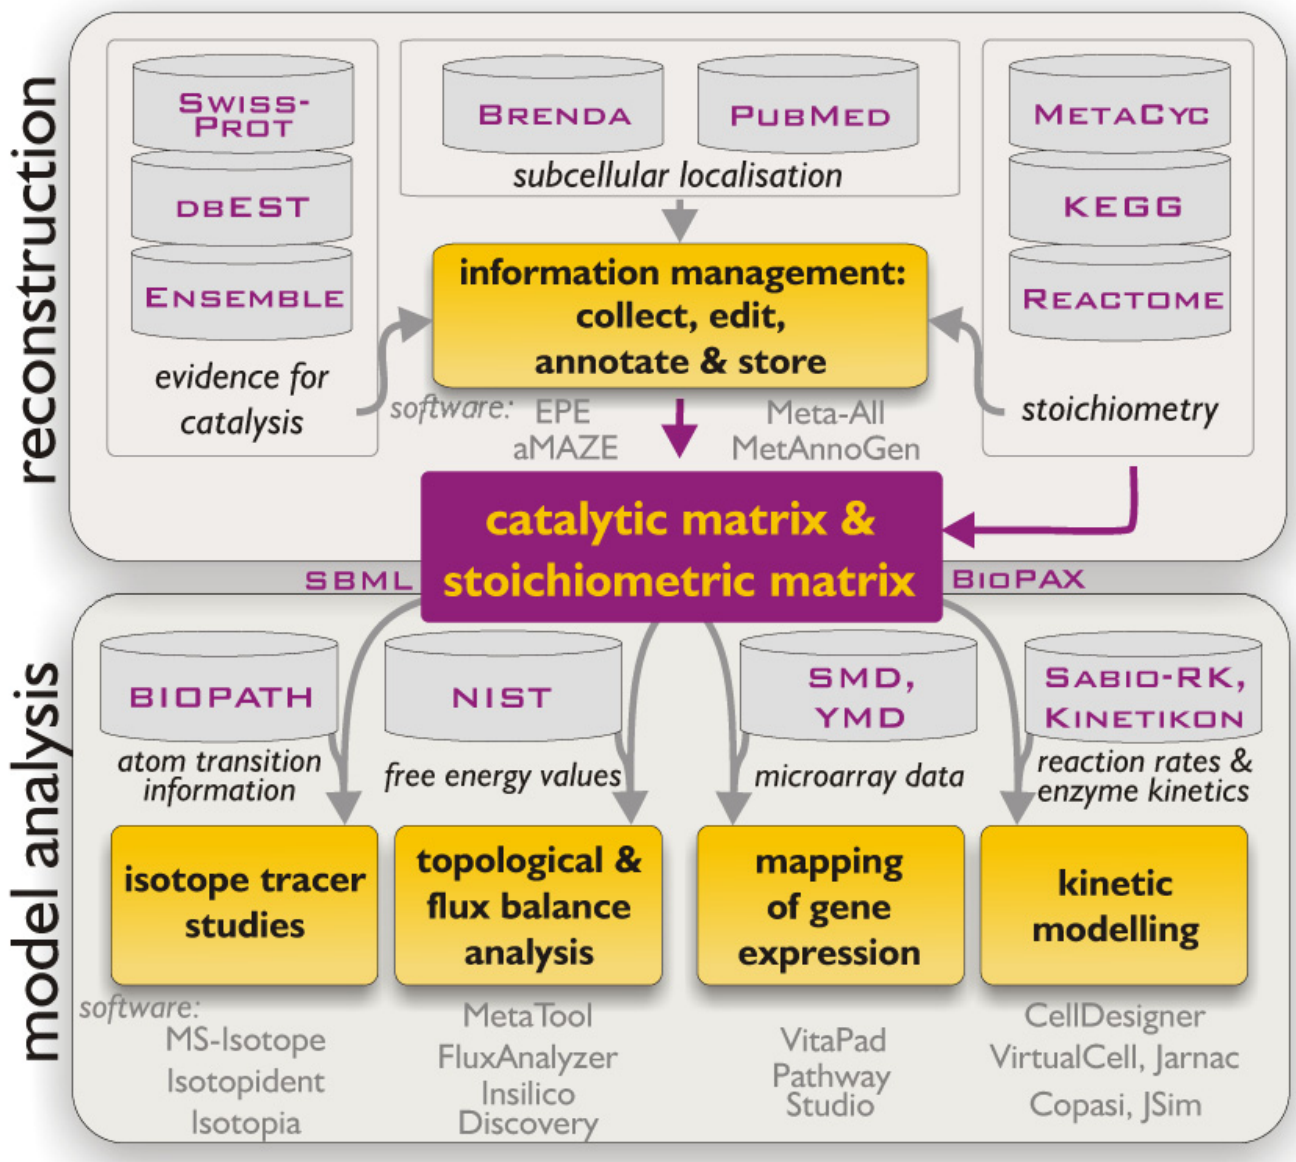 reconstruction
SWISS-
PROT
DBEST
ENSEMBLE
evidence for
catalysis
BRENDA
PUBMED
subcellular localisation
METACYC
KEGG
REACTOME
stoichiometry
information management:
collect, edit,
annotate & store
software:
EPE
aMAZE
Meta-All
MetAnnoGen
catalytic matrix &
stoichiometric matrix
SBML
BIOPAX
model analysis
BIOPATH
atom transition
information
NIST
free energy values
SMD,
YMD
microarray data
SABIO-RK,
KINETIKON
reaction rates &
enzyme kinetics
isotope tracer
studies
topological &
flux balance
analysis
mapping
of gene
expression
kinetic
modelling
software:
MS-Isotope
Isotopident
Isotopia
MetaTool
FluxAnalyzer
Insilico
Discovery
VitaPad
Pathway
Studio
CellDesigner
VirtualCell, Jarnac
Copasi, JSim